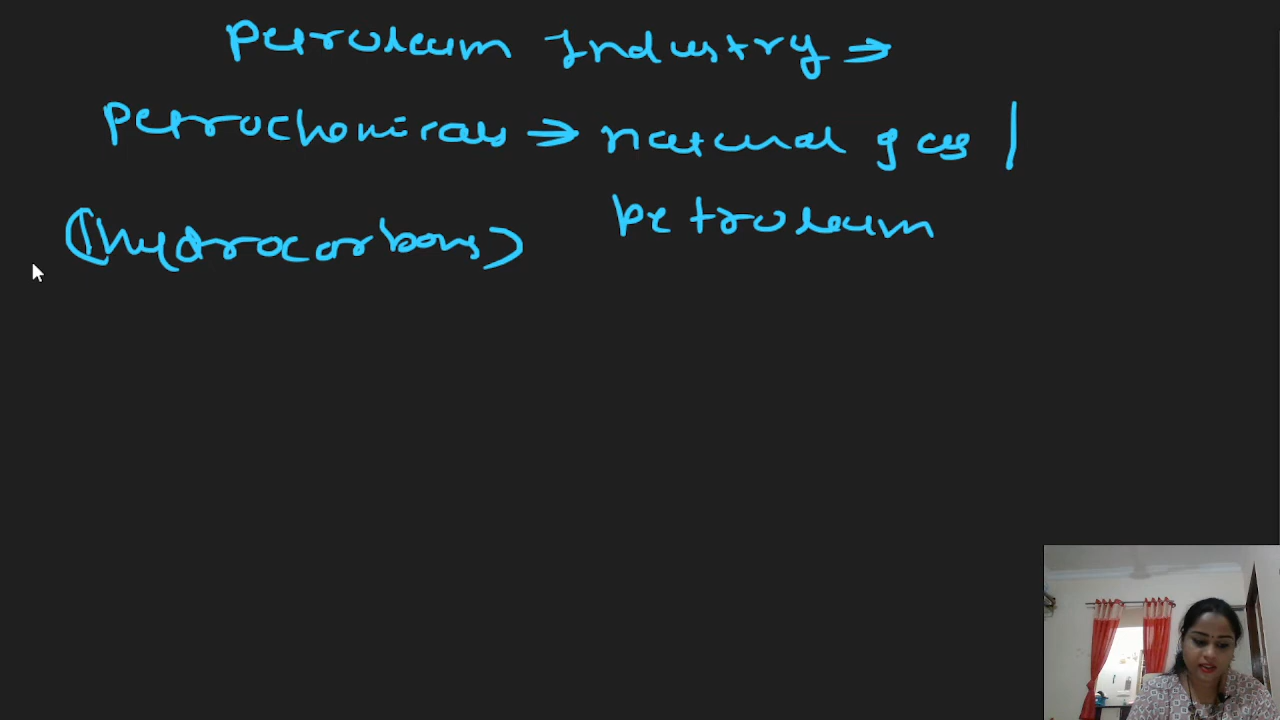 Petroleum Industry →
Petrochemicals → natural gas |
(hydrocarbons) petroleum